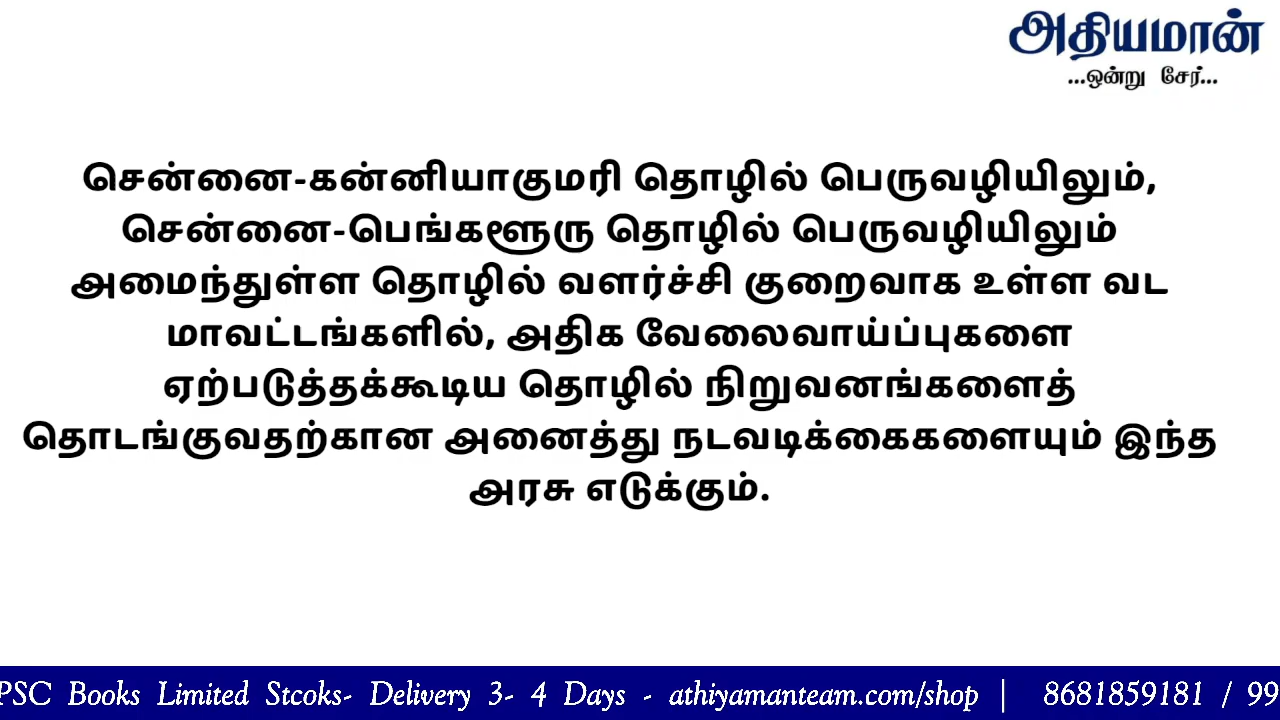 அதியமான்
...ஒன்று சேர்...
சென்னை-கன்னியாகுமரி தொழில் பெருவழியிலும்,
சென்னை-பெங்களூரு தொழில் பெருவழியிலும்
அமைந்துள்ள தொழில் வளர்ச்சி குறைவாக உள்ள வட
மாவட்டங்களில், அதிக வேலைவாய்ப்புகளை
ஏற்படுத்தக்கூடிய தொழில் நிறுவனங்களைத்
தொடங்குவதற்கான அனைத்து நடவடிக்கைகளையும் இந்த
அரசு எடுக்கும்.
PSC Books Limited Stcoks- Delivery 3- 4 Days - athiyamanteam.com/shop | 8681859181 / 99